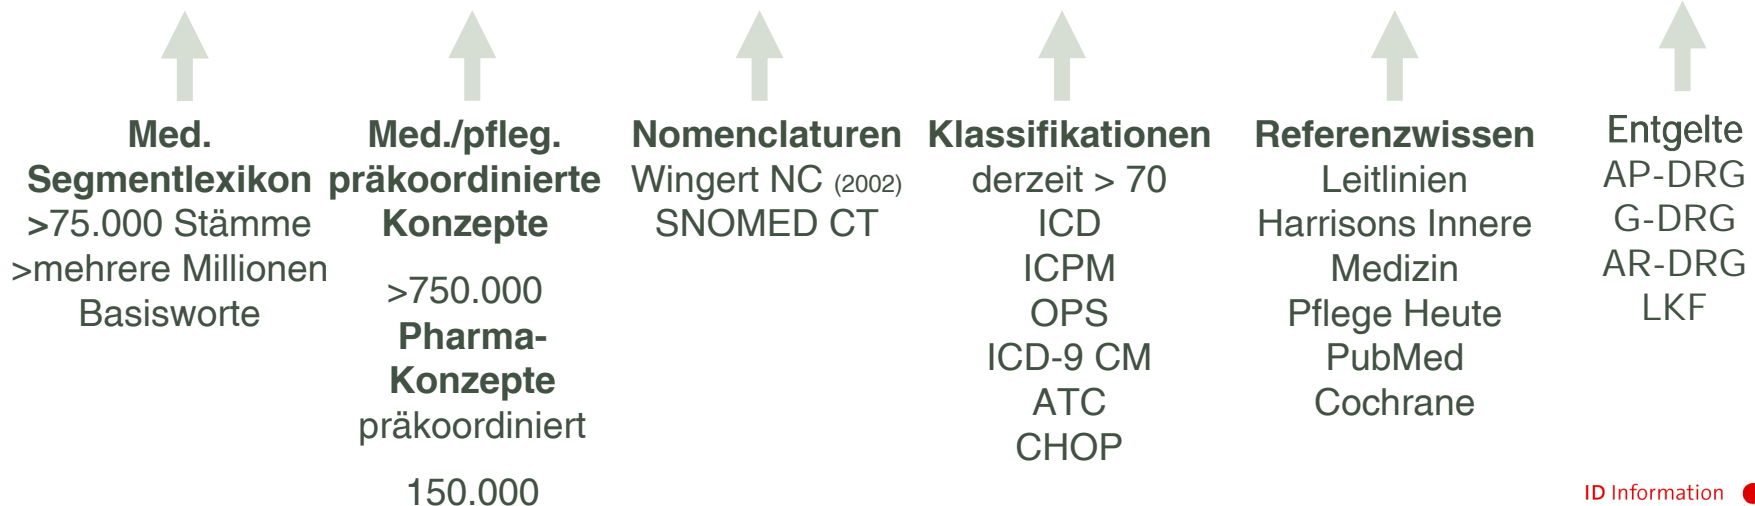 Med.
Segmentlexikon
>75.000 Stämme
>mehrere Millionen
Basisworte
Med./pfleg.
präkoordinierte
Konzepte
>750.000
Pharma-
Konzepte
präkoordiniert
150.000
Nomenclaturen
Wingert NC (2002)
SNOMED CT
Klassifikationen
derzeit > 70
ICD
ICPM
OPS
ICD-9 CM
ATC
CHOP
Referenzwissen
Leitlinien
Harrisons Innere
Medizin
Pflege Heute
PubMed
Cochrane
Entgelte
AP-DRG
G-DRG
AR-DRG
LKF
ID Information